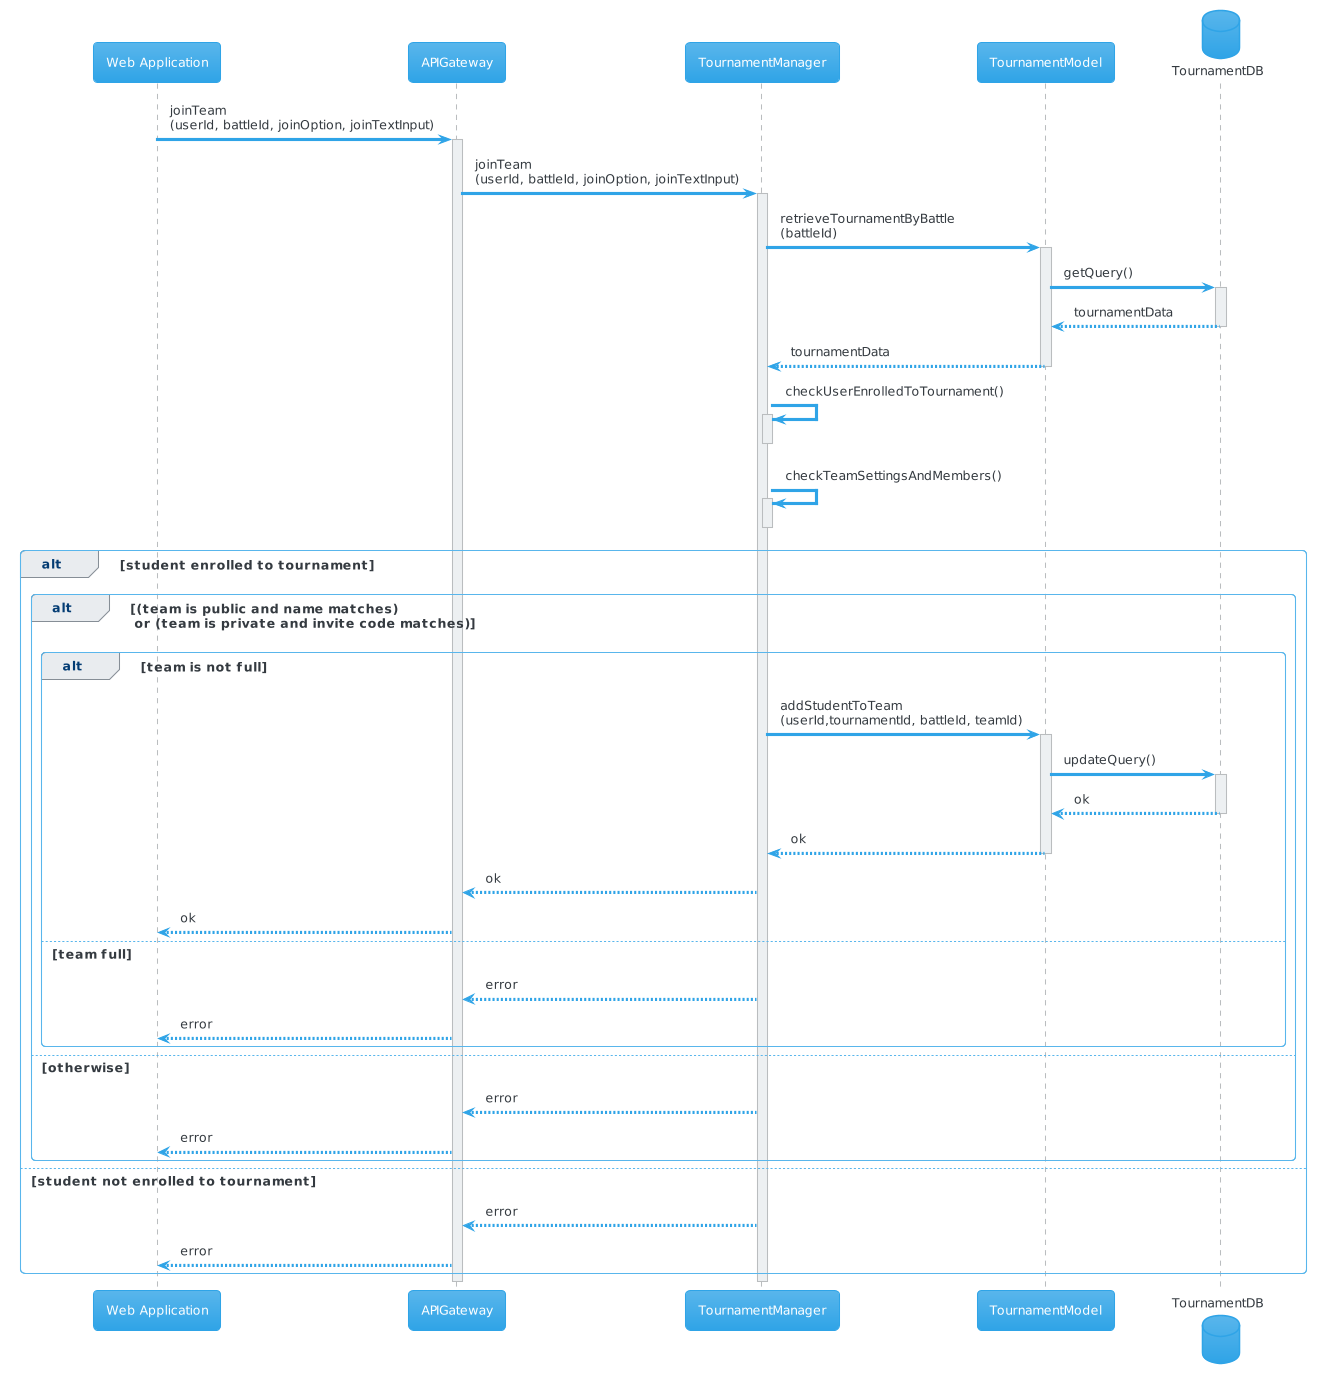 TournamentDB
Web Application
APIGateway
TournamentManager
TournamentModel
joinTeam
(userId, battleId, joinOption, joinTextInput)
joinTeam
(userId, battleId, joinOption, joinTextInput)
retrieveTournamentByBattle
(battleId)
getQuery()
tournamentData
tournamentData
checkUserEnrolledToTournament()
checkTeamSettingsAndMembers()
alt
[student enrolled to tournament]
alt
[(team is public and name matches)
or (team is private and invite code matches)]
alt
[team is not full]
addStudentToTeam
(userId,tournamentId, battleId, teamId)
updateQuery()
ok
ok
ok
ok
[team full]
error
error
[otherwise]
error
error
[student not enrolled to tournament]
error
error
Web Application
APIGateway
TournamentManager
TournamentModel
TournamentDB